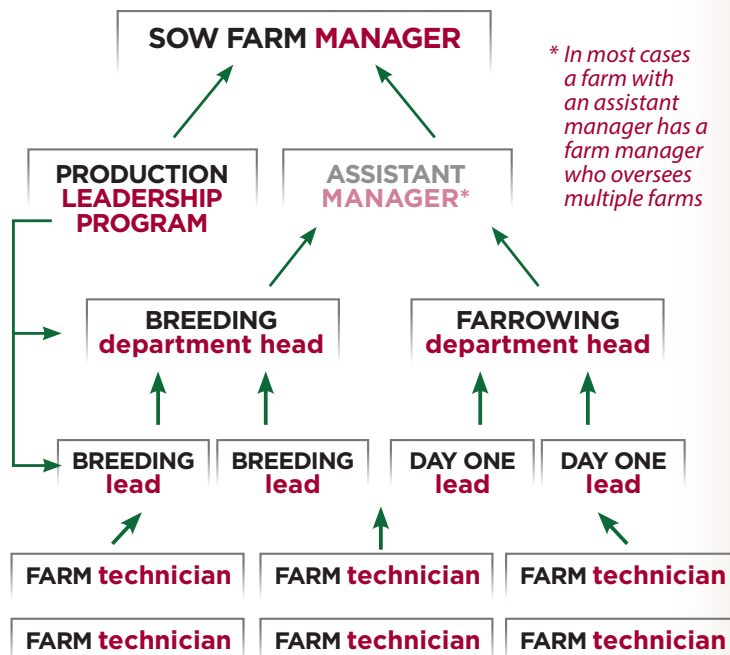 SOW FARM MANAGER
* In most cases
a farm with
an assistant
manager has a
farm manager
who oversees
multiple farms
PRODUCTION
LEADERSHIP
PROGRAM
ASSISTANT
MANAGER*
BREEDING
department head
FARROWING
department head
BREEDING
lead
BREEDING
lead
DAY ONE
lead
DAY ONE
lead
FARM technician
FARM technician
FARM technician
FARM technician
FARM technician
FARM technician